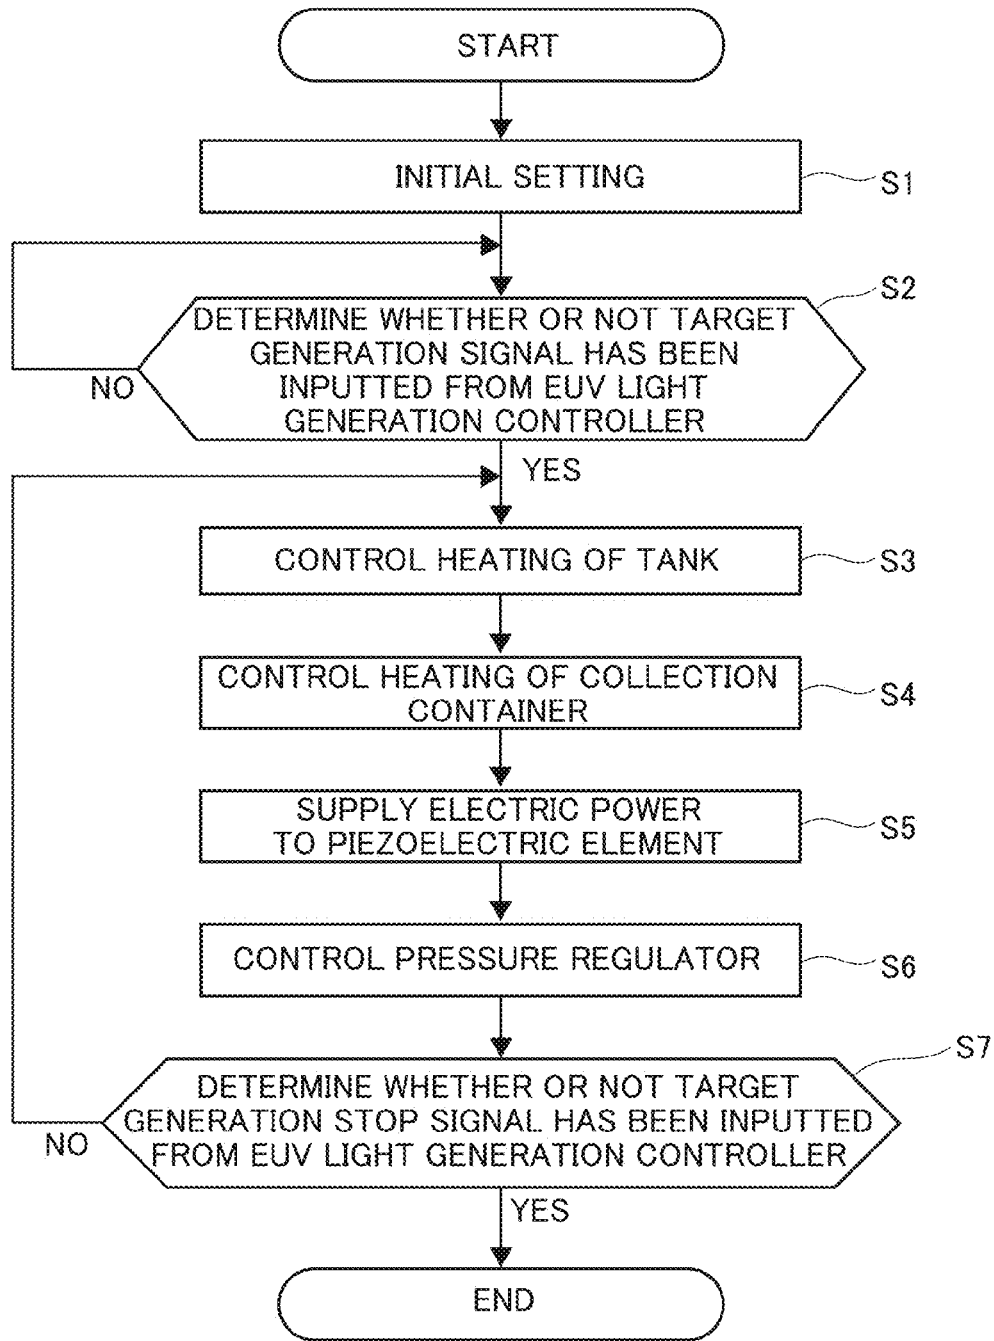 START
INITIAL SETTING
S1
S2
DETERMINE WHETHER OR NOT TARGET
GENERATION SIGNAL HAS BEEN
INPUTTED FROM EUV LIGHT
GENERATION CONTROLLER
NO
YES
CONTROL HEATING OF TANK
S3
CONTROL HEATING OF COLLECTION
CONTAINER
S4
SUPPLY ELECTRIC POWER
TO PIEZOELECTRIC ELEMENT
S5
CONTROL PRESSURE REGULATOR
S6
S7
DETERMINE WHETHER OR NOT TARGET
GENERATION STOP SIGNAL HAS BEEN INPUTTED
FROM EUV LIGHT GENERATION CONTROLLER
NO
YES
END